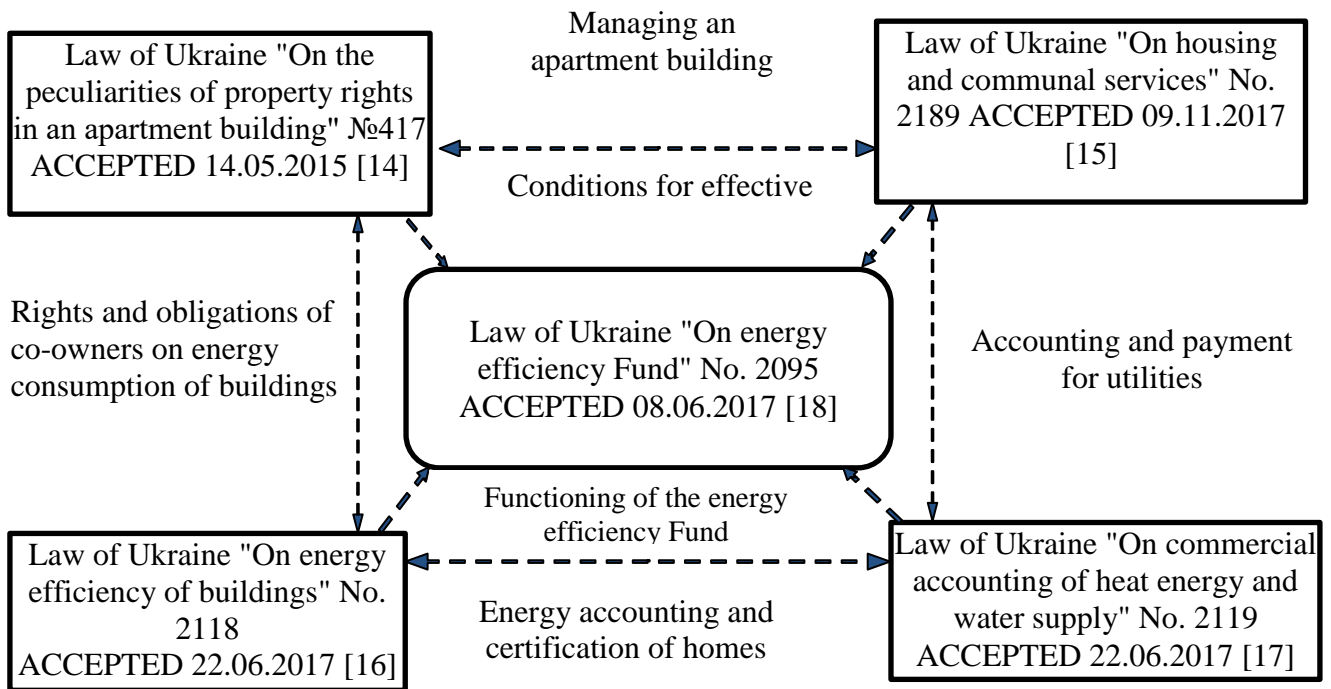 Law of Ukraine "On the
peculiarities of property rights
in an apartment building" №417
ACCEPTED 14.05.2015 [14]
Managing an
apartment building
Law of Ukraine "On housing
and communal services" No.
2189 ACCEPTED 09.11.2017
[15]
Conditions for effective
Rights and obligations of
co-owners on energy
consumption of buildings
Law of Ukraine "On energy
efficiency Fund" No. 2095
ACCEPTED 08.06.2017 [18]
Accounting and payment
for utilities
Functioning of the energy
efficiency Fund
Law of Ukraine "On energy
efficiency of buildings" No.
2118
ACCEPTED 22.06.2017 [16]
Energy accounting and
certification of homes
Law of Ukraine "On commercial
accounting of heat energy and
water supply" No. 2119
ACCEPTED 22.06.2017 [17]